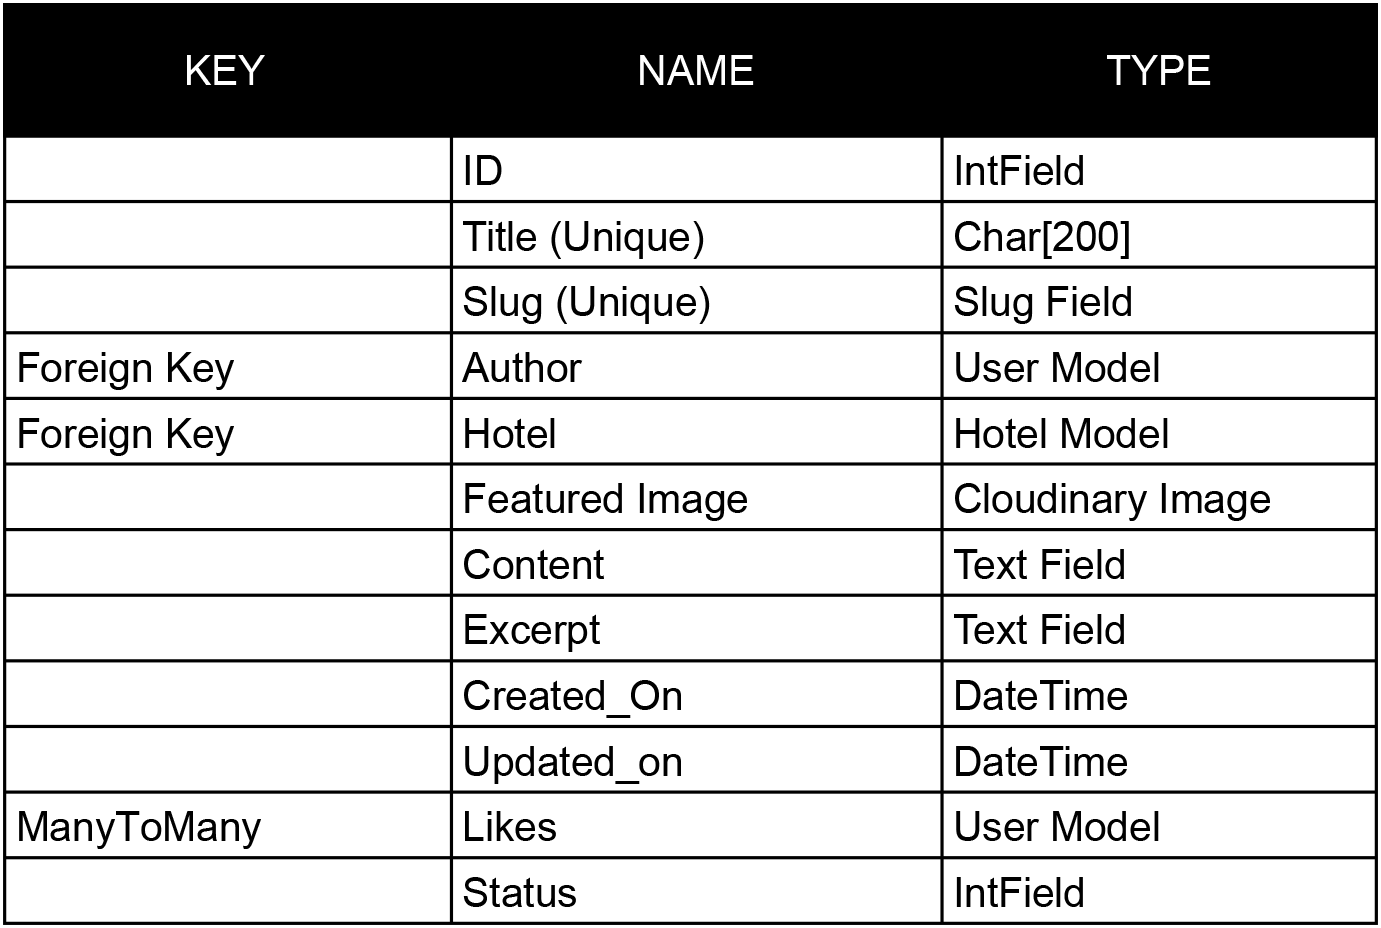 KEY NAME TYPE
ID IntField
Title (Unique) Char[200]
Slug (Unique) Slug Field
Foreign Key Author User Model
Foreign Key Hotel Hotel Model
Featured Image Cloudinary Image
Content Text Field
Excerpt Text Field
Created_On DateTime
Updated_on DateTime
ManyToMany Likes User Model
Status IntField